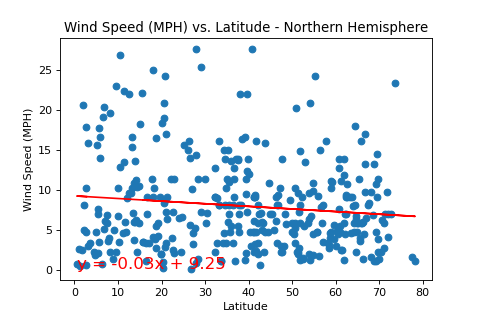 Wind Speed (MPH) vs. Latitude - Northern Hemisphere
Wind Speed (MPH)
25
20
15
10
5
0
y = -0.03x + 9.25
0 10 20 30 40 50 60 70 80
Latitude